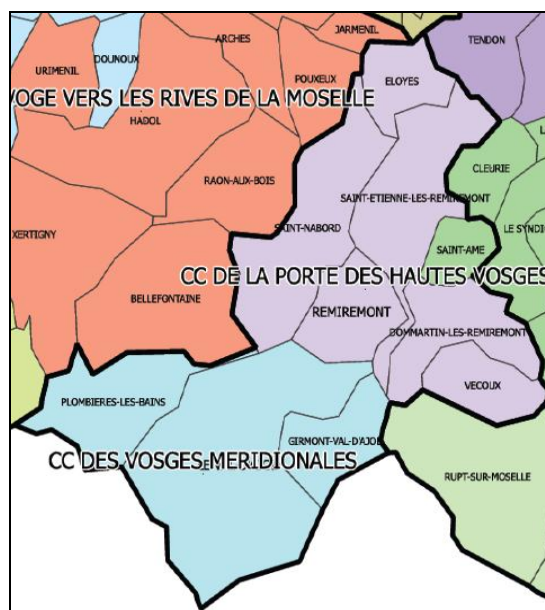 JARMENIL
ARCHES
TENDON
DOUNOUX
URIMENIL
POUXEUX
ELOYES
VOGE VERS LES RIVES DE LA MOSELLE
HADOL
CLEURIE
RAON-AUX-BOIS
SAINT-ETIENNE-LES-REMIREMONT
SAINT-NABORD
LE SYNDI
XERTIGNY
SAINT-AME
CC DE LA PORTE DES HAUTES VOSGES
BELLEFONTAINE
REMIREMONT
DOMMARTIN-LES-REMIREMONT
VECOUX
PLOMBIERES-LES-BAINS
GIRMONT-VAL-D'AJOL
CC DES VOSGES MERIDIONALES
RUPT-SUR-MOSELLE